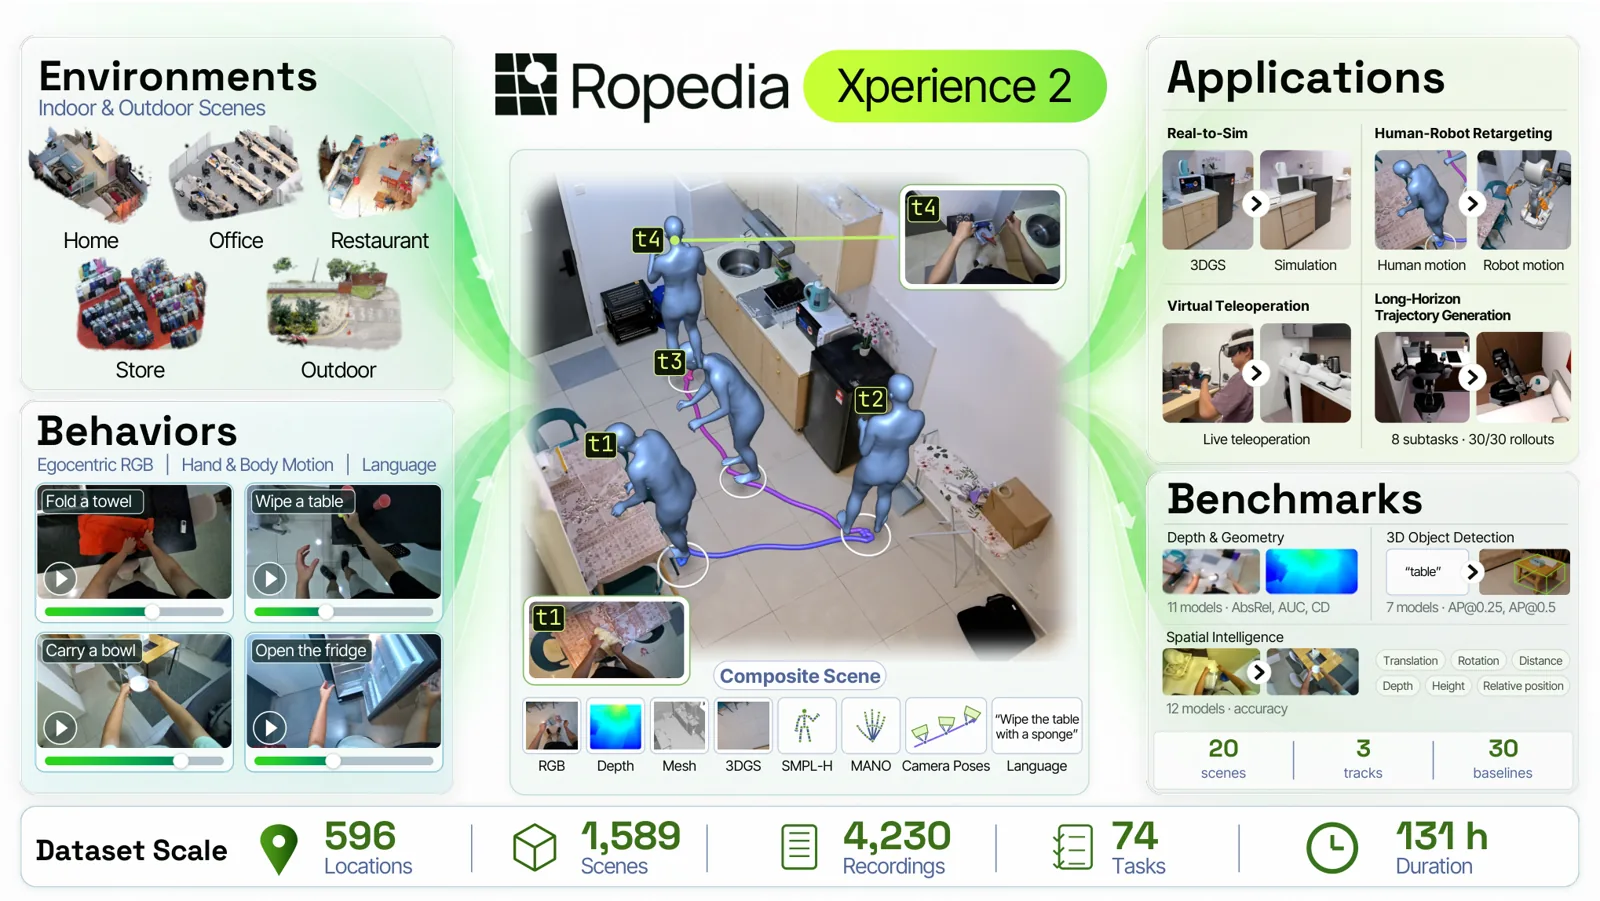 Environments
Indoor & Outdoor Scenes
Home
Office
Restaurant
Store
Outdoor
Behaviors
Egocentric RGB | Hand & Body Motion | Language
Fold a towel
Wipe a table
Carry a bowl
Open the fridge
Ropedia
Xperience 2
t4
t4
t3
t2
t1
t1
Composite Scene
RGB
Depth
Mesh
3DGS
SMPL-H
MANO
Camera Poses
“Wipe the table
with a sponge”
Language
Applications
Real-to-Sim
3DGS
Simulation
Human-Robot Retargeting
Human motion
Robot motion
Virtual Teleoperation
Live teleoperation
Long-Horizon
Trajectory Generation
8 subtasks · 30/30 rollouts
Benchmarks
Depth & Geometry
11 models · AbsRel, AUC, CD
3D Object Detection
“table”
7 models · AP@0.25, AP@0.5
Spatial Intelligence
12 models · accuracy
Translation
Rotation
Distance
Depth
Height
Relative position
20
scenes
3
tracks
30
baselines
Dataset Scale
596
Locations
1,589
Scenes
4,230
Recordings
74
Tasks
131 h
Duration